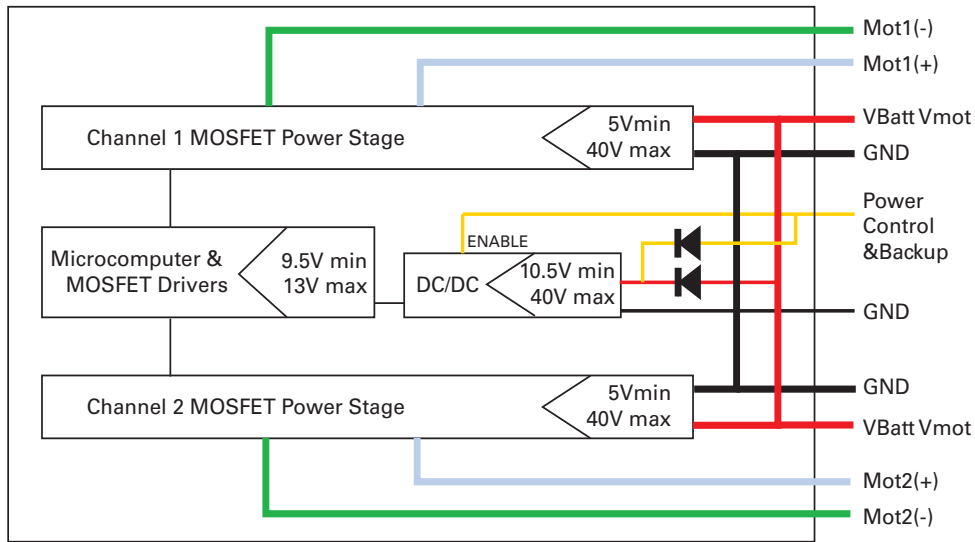 Mot1(-)
Mot1(+)
Channel 1 MOSFET Power Stage
5Vmin
40V max
VBatt Vmot
GND
Power
Control
&Backup
ENABLE
Microcomputer &
MOSFET Drivers
9.5V min
13V max
DC/DC
10.5V min
40V max
GND
Channel 2 MOSFET Power Stage
5Vmin
40V max
GND
VBatt Vmot
Mot2(+)
Mot2(-)